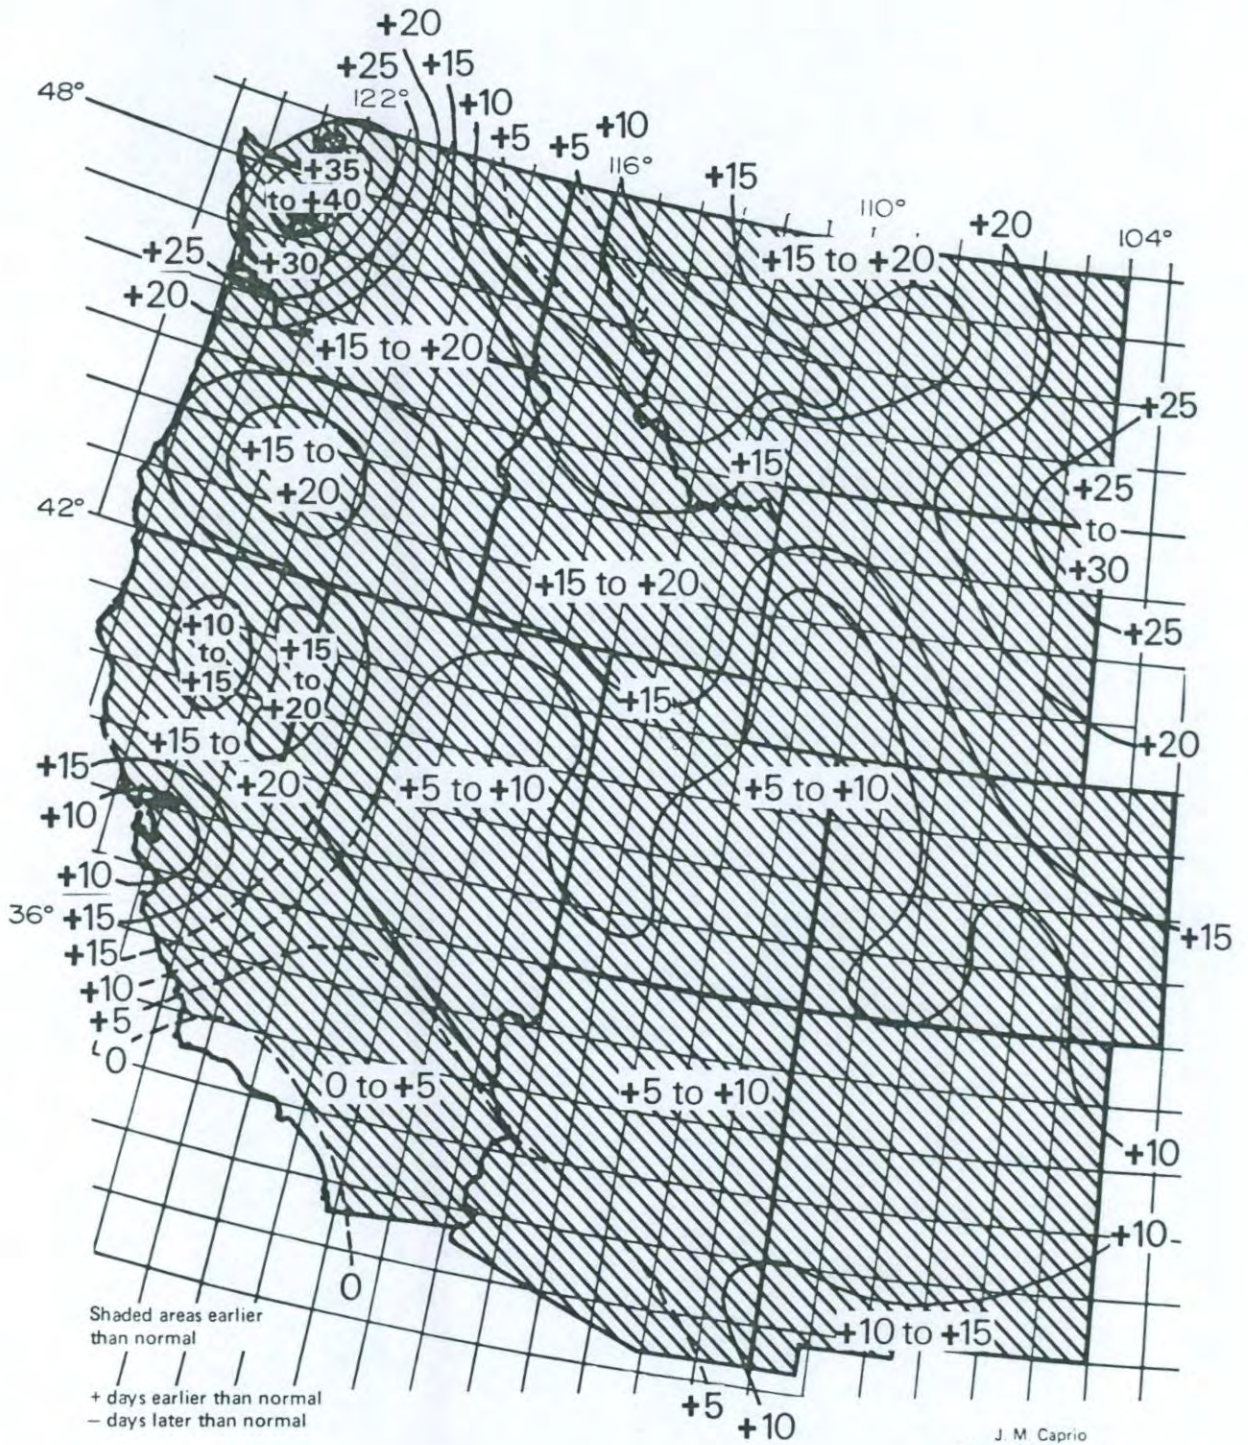 +20
+25
+15
48°
122°
+10
+5
+5
+10
116°
+15
110°
+20
104°
+35
to +40
+25
+30
+15 to +20
+20
+15 to +20
+25
+15 to
+20
+15
+25
to
+30
42°
+15 to +20
+10
to
+15
+15
to
+20
+25
+15
+15 to
+20
+20
+15
+10
+5 to +10
+5 to +10
+10
36°
+15
+15
+15
+10
+5
0
0 to +5
+5 to +10
+10
+10
0
Shaded areas earlier
than normal
+10 to +15
+ days earlier than normal
– days later than normal
+5
+10
J. M. Caprio